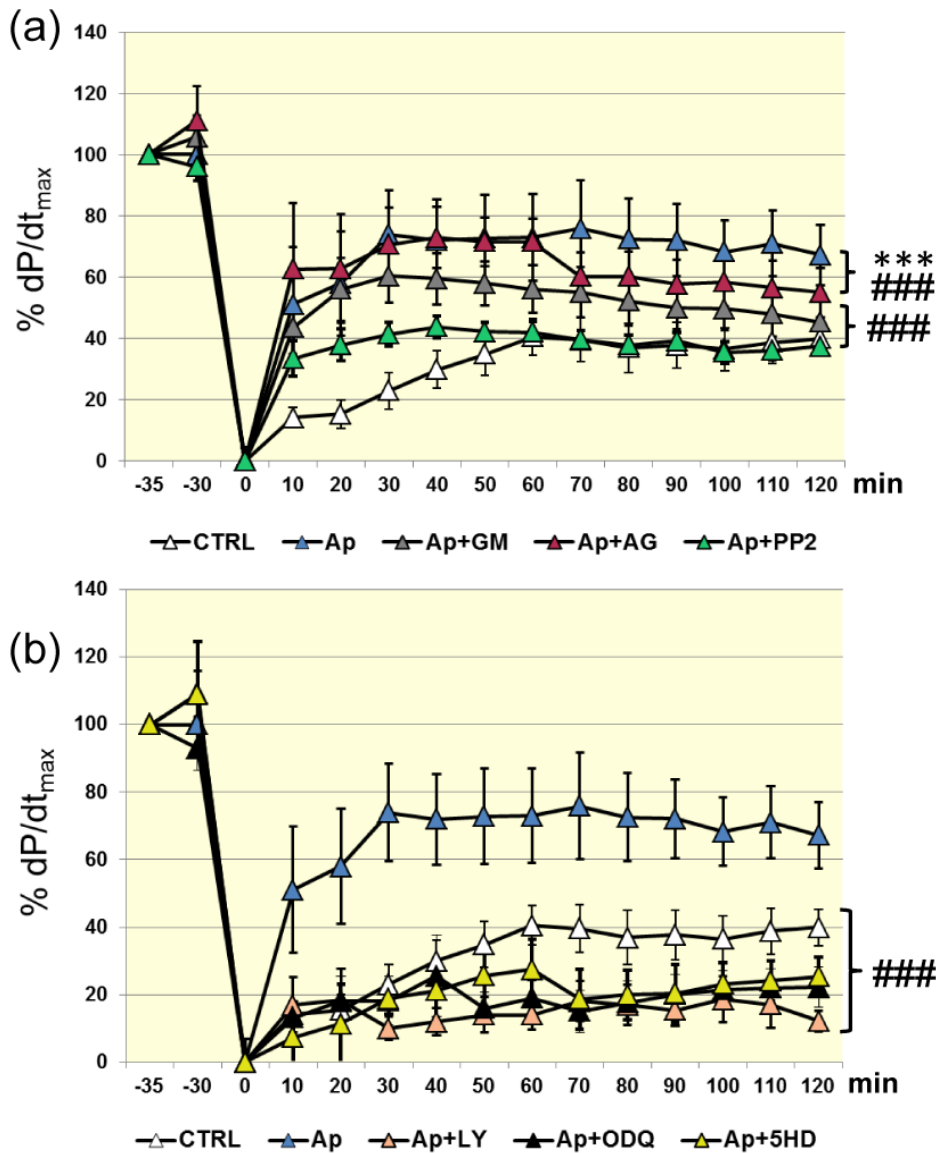 (a)
140
120
100
80
60
40
20
0
% dP/dtmax
-35 -30 0 10 20 30 40 50 60 70 80 90 100 110 120 min
***
###
###
CTRL Ap Ap+GM Ap+AG Ap+PP2
(b)
140
120
100
80
60
40
20
0
% dP/dtmax
-35 -30 0 10 20 30 40 50 60 70 80 90 100 110 120 min
###
CTRL Ap Ap+LY Ap+ODQ Ap+5HD